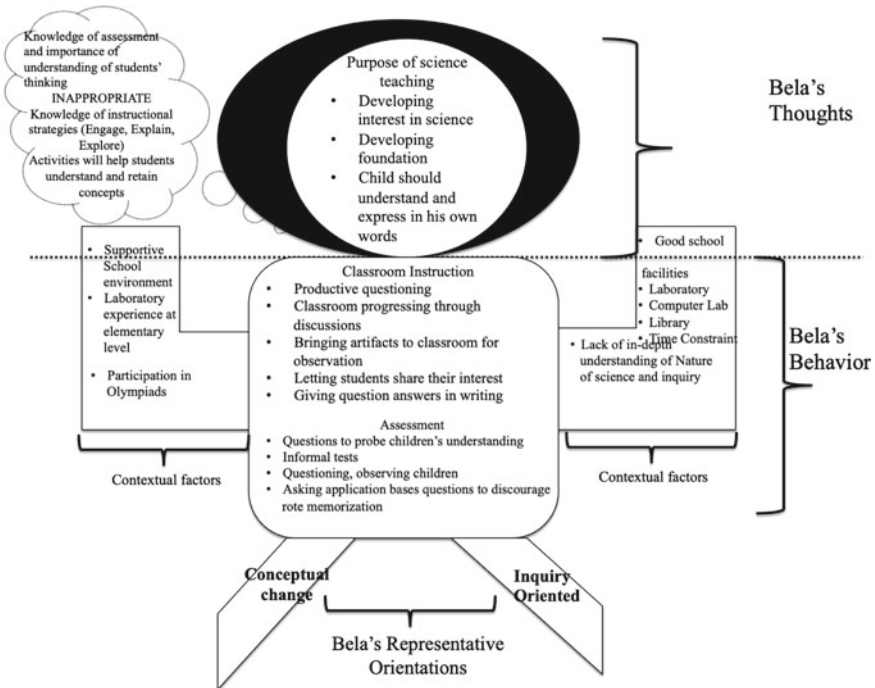 Knowledge of assessment
and importance of
understanding of students'
thinking
INAPPROPRIATE
Knowledge of instructional
strategies (Engage, Explain,
Explore)
Activities will help students
understand and retain
concepts
Purpose of science
teaching
• Developing
interest in science
• Developing
foundation
• Child should
understand and
express in his own
words
Bela's
Thoughts
• Supportive
School
environment
• Laboratory
experience at
elementary
level
• Participation in
Olympiads
Contextual factors
Classroom Instruction
• Productive questioning
• Classroom progressing through
discussions
• Bringing artifacts to classroom for
observation
• Letting students share their interest
• Giving question answers in writing
Assessment
• Questions to probe children's understanding
• Informal tests
• Questioning, observing children
• Asking application bases questions to discourage
rote memorization
• Good school
facilities
• Laboratory
• Computer Lab
• Library
• Time Constraint
• Lack of in-depth
understanding of Nature
of science and inquiry
Contextual factors
Bela's
Behavior
Conceptual
change
Inquiry
Oriented
Bela's Representative
Orientations